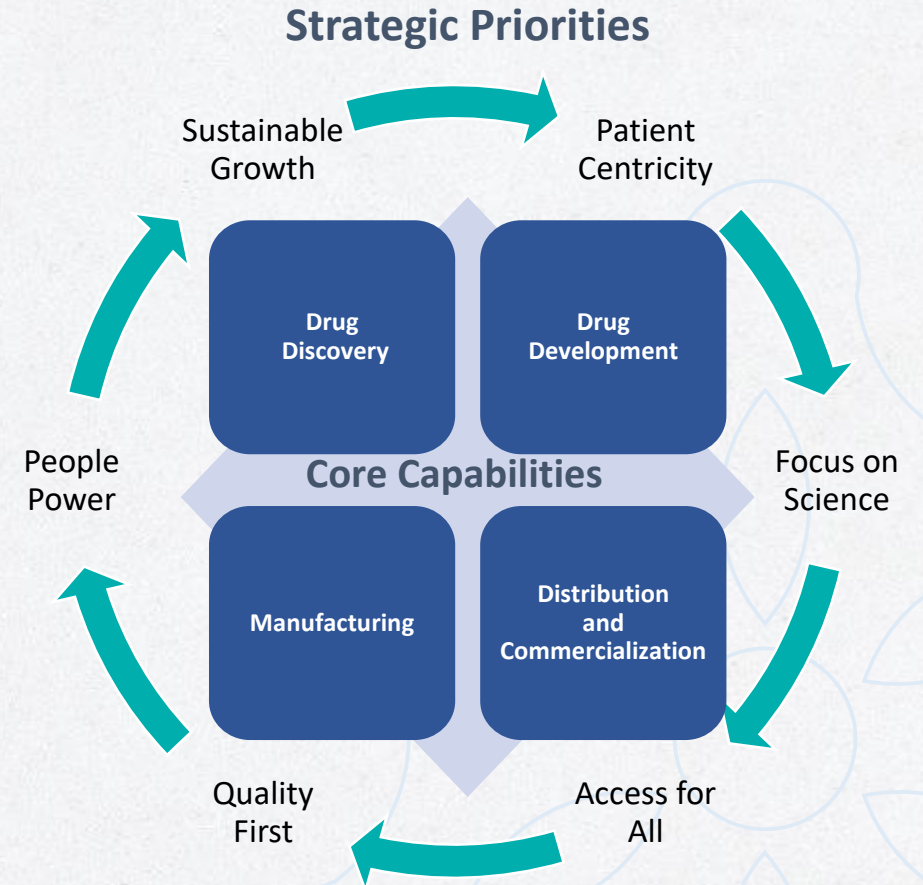 Strategic Priorities
Sustainable
Growth
Patient
Centricity
Drug
Discovery
Drug
Development
People
Power
Core Capabilities
Focus on
Science
Manufacturing
Distribution
and
Commercialization
Quality
First
Access for
All